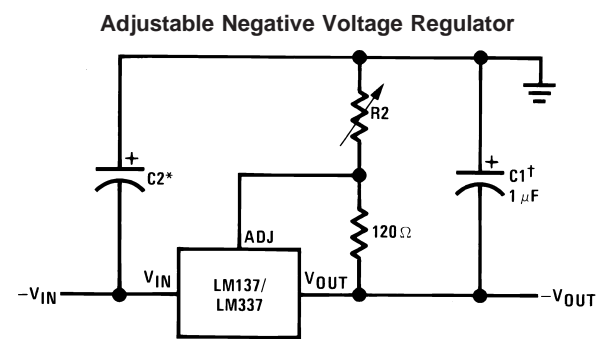 Adjustable Negative Voltage Regulator
R2
C2*
C1†
1 μF
ADJ
120 Ω
−VIN
VIN
LM137/
LM337
VOUT
−VOUT